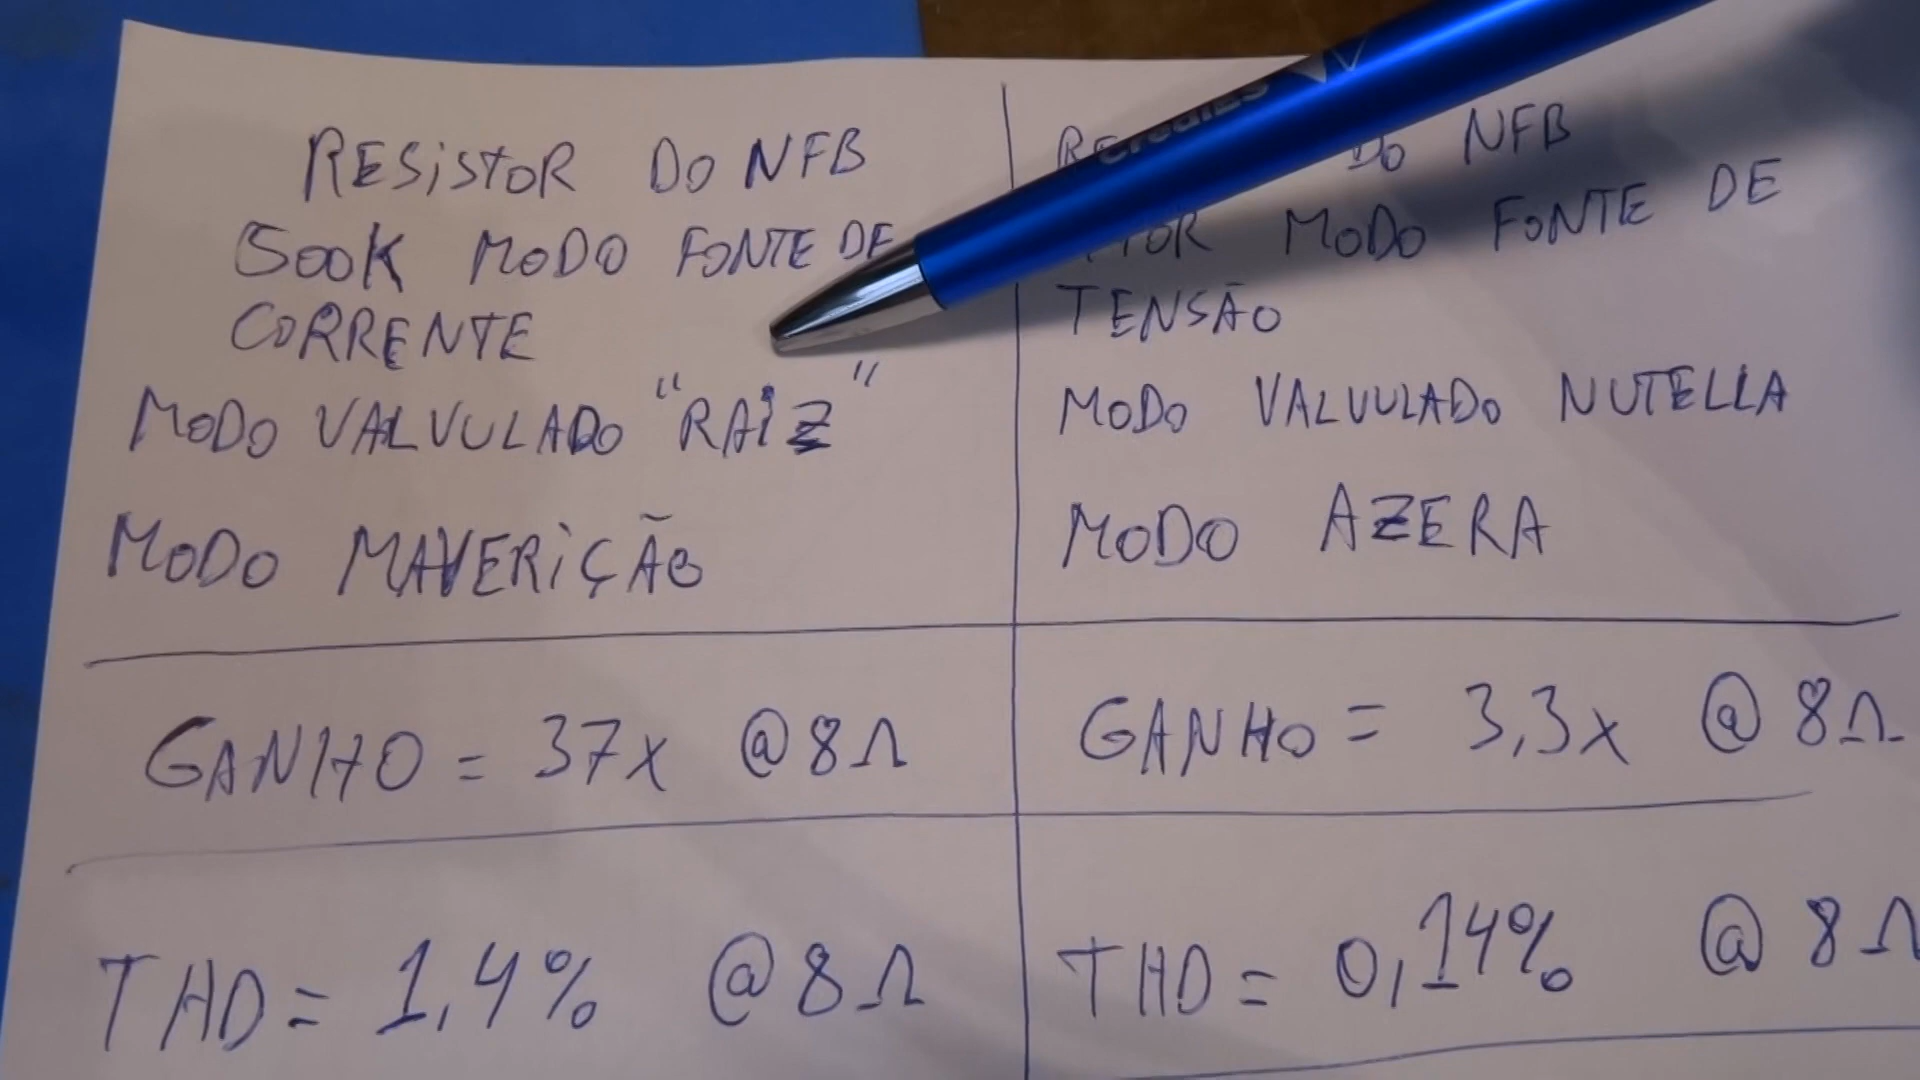 RESiSTOR DO NFB
500K MODO FONTE DE
CORRENTE
MODO VALVULADO "RAiZ"
MODO MAVERiÇÃO
GANHO = 37x @8Ω
THD = 1,4% @8Ω
DO NFB
MODO FONTE DE
TENSÃO
MODO VALVULADO NUTELLA
MODO AZERA
GANHO = 3,3x @ 8Ω
THD = 0,14% @ 8Ω